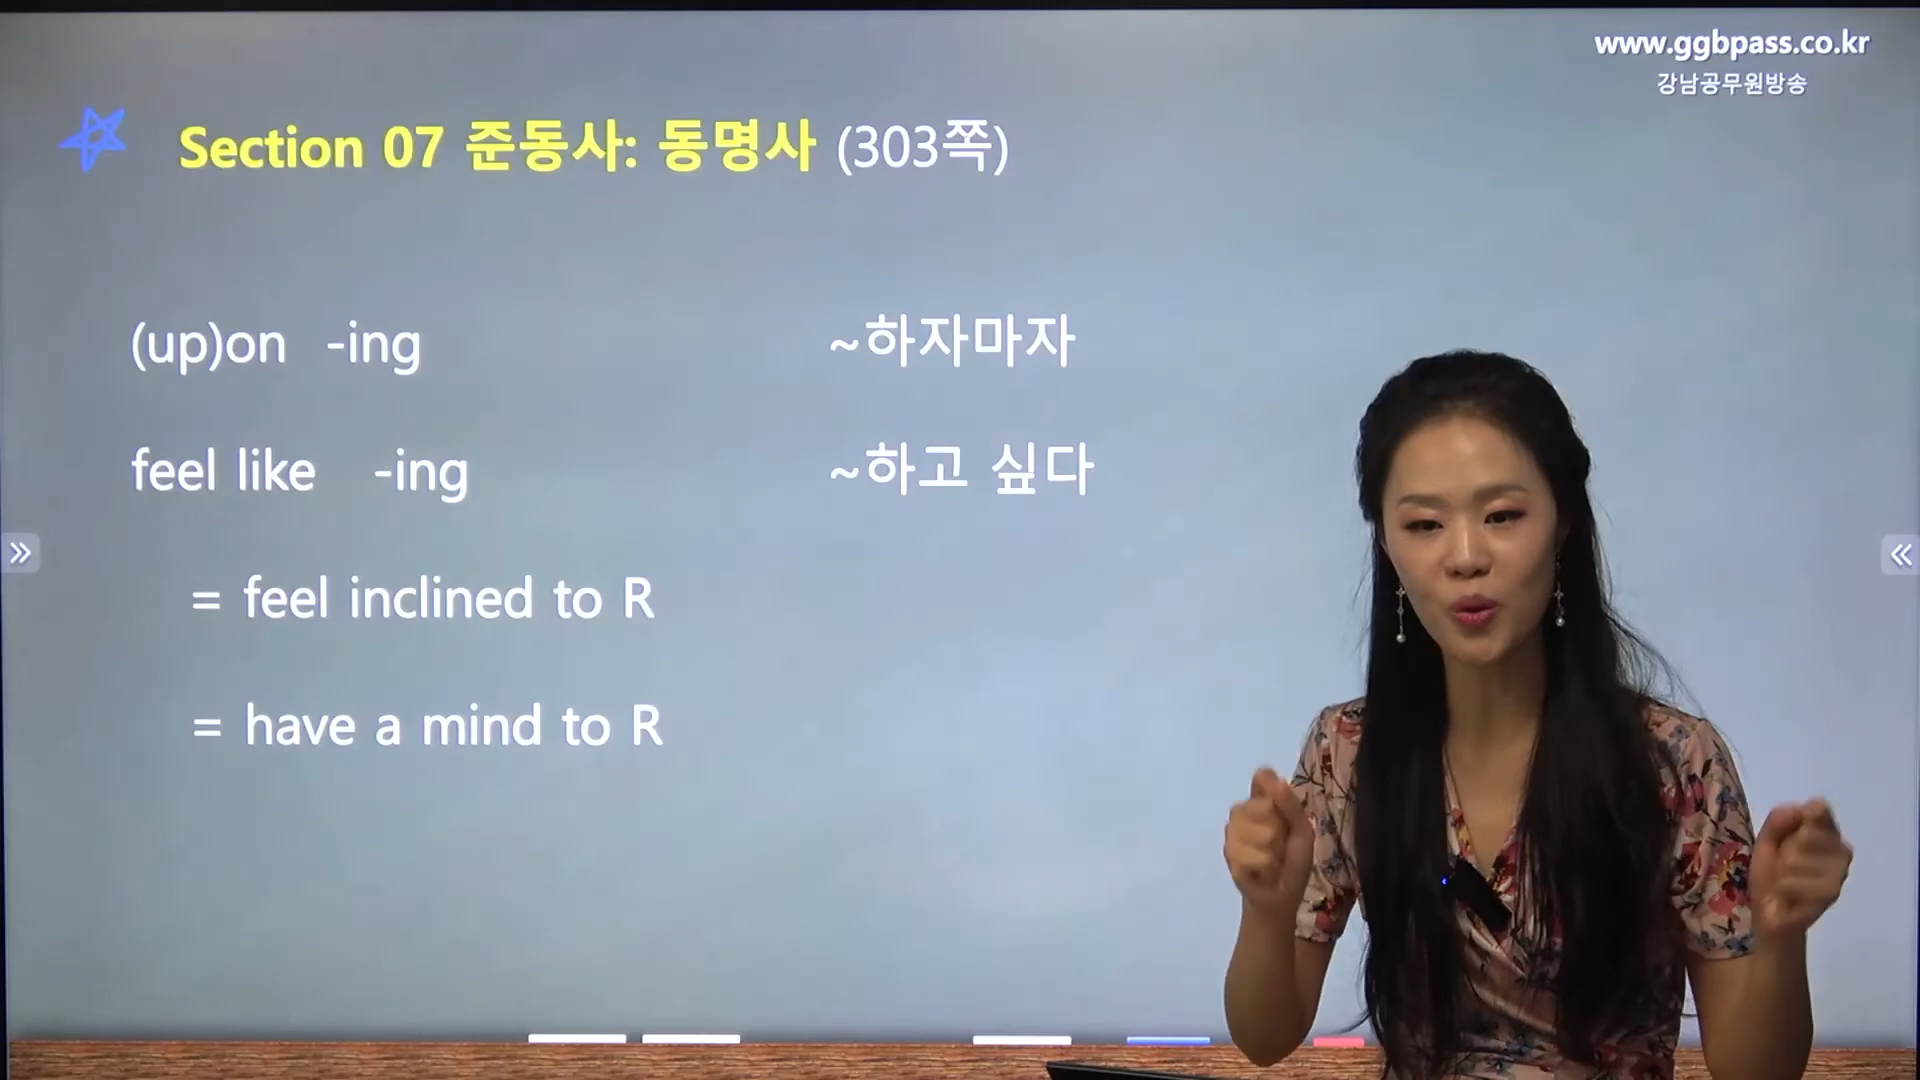 www.ggbpass.co.kr
강남공무원방송
Section 07 준동사: 동명사 (303쪽)
(up)on -ing ~하자마자
feel like -ing ~하고 싶다
= feel inclined to R
= have a mind to R